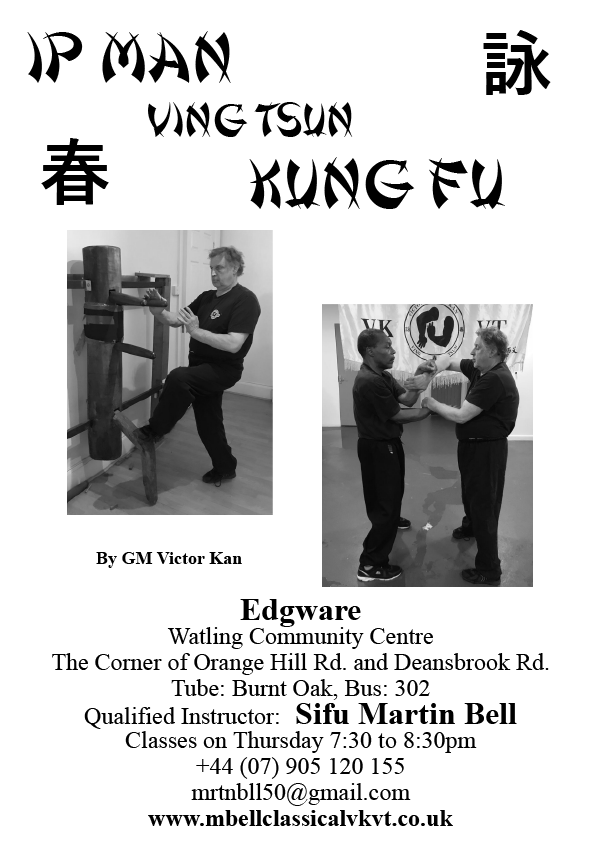 IP MAN
詠
VING TSUN
春
KUNG FU
VK VT
By GM Victor Kan
Edgware
Watling Community Centre
The Corner of Orange Hill Rd. and Deansbrook Rd.
Tube: Burnt Oak, Bus: 302
Qualified Instructor: Sifu Martin Bell
Classes on Thursday 7:30 to 8:30pm
+44 (07) 905 120 155
mrtnbll50@gmail.com
www.mbellclassicalvkvt.co.uk